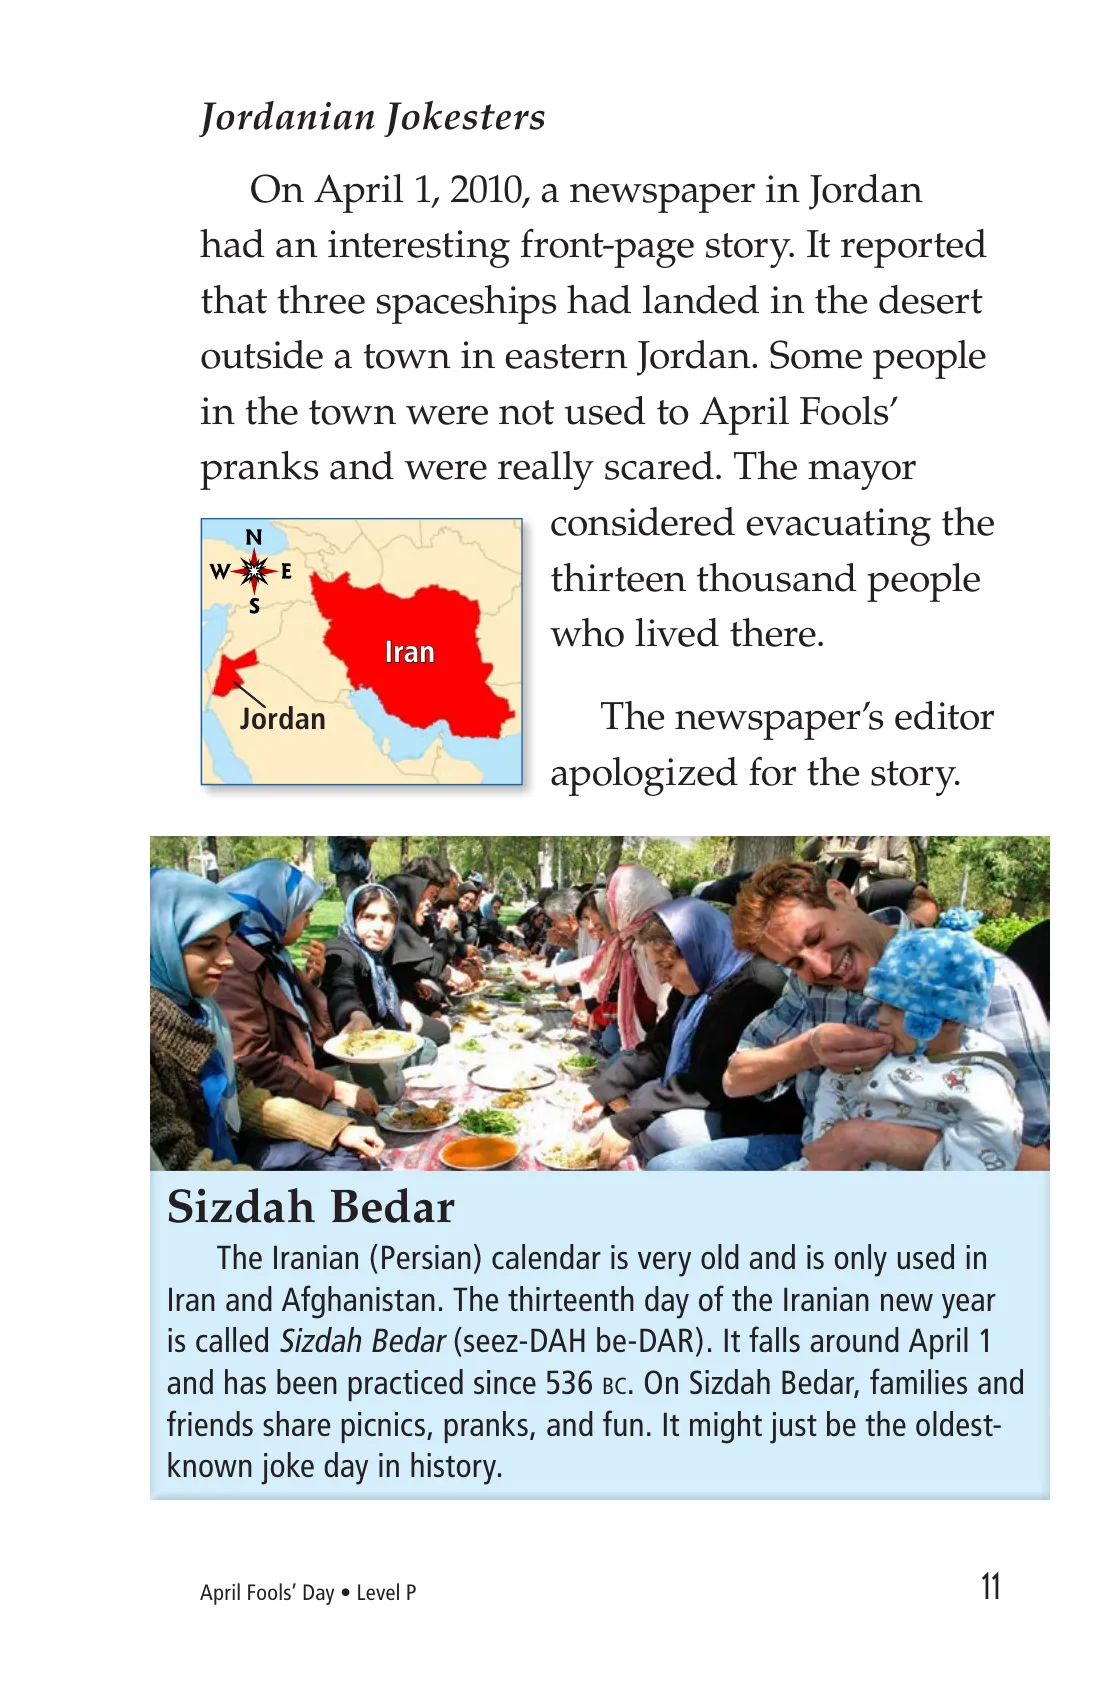 Jordanian Jokesters
On April 1, 2010, a newspaper in Jordan
had an interesting front-page story. It reported
that three spaceships had landed in the desert
outside a town in eastern Jordan. Some people
in the town were not used to April Fools’
pranks and were really scared. The mayor
considered evacuating the
thirteen thousand people
who lived there.
The newspaper’s editor
apologized for the story.
N
W E
S
Iran
Jordan
Sizdah Bedar
The Iranian (Persian) calendar is very old and is only used in
Iran and Afghanistan. The thirteenth day of the Iranian new year
is called Sizdah Bedar (seez-DAH be-DAR). It falls around April 1
and has been practiced since 536 BC. On Sizdah Bedar, families and
friends share picnics, pranks, and fun. It might just be the oldest-
known joke day in history.
April Fools’ Day • Level P
11